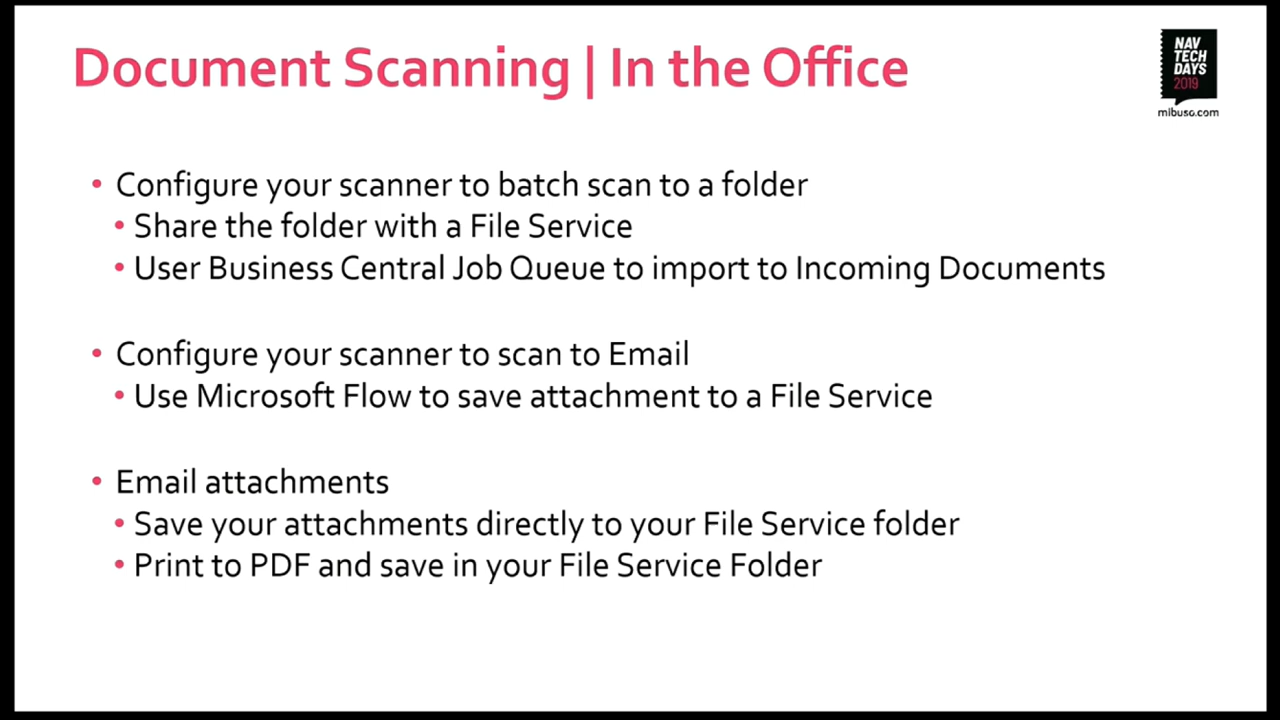 Document Scanning | In the Office
NAV
TECH
DAYS
2019
mibuso.com
• Configure your scanner to batch scan to a folder
• Share the folder with a File Service
• User Business Central Job Queue to import to Incoming Documents
• Configure your scanner to scan to Email
• Use Microsoft Flow to save attachment to a File Service
• Email attachments
• Save your attachments directly to your File Service folder
• Print to PDF and save in your File Service Folder